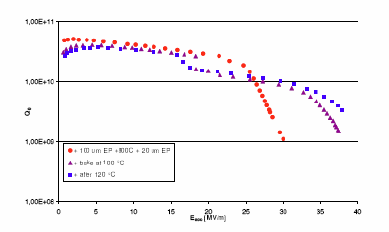 1,00E+11
1,00E+10
1,00E+09
1,00E+08
Q₀
0 5 10 15 20 25 30 35 40
Eacc [MV/m]
+ 100 um EP +800C + 20 um EP
+ bake at 100 °C
+ after 120 °C